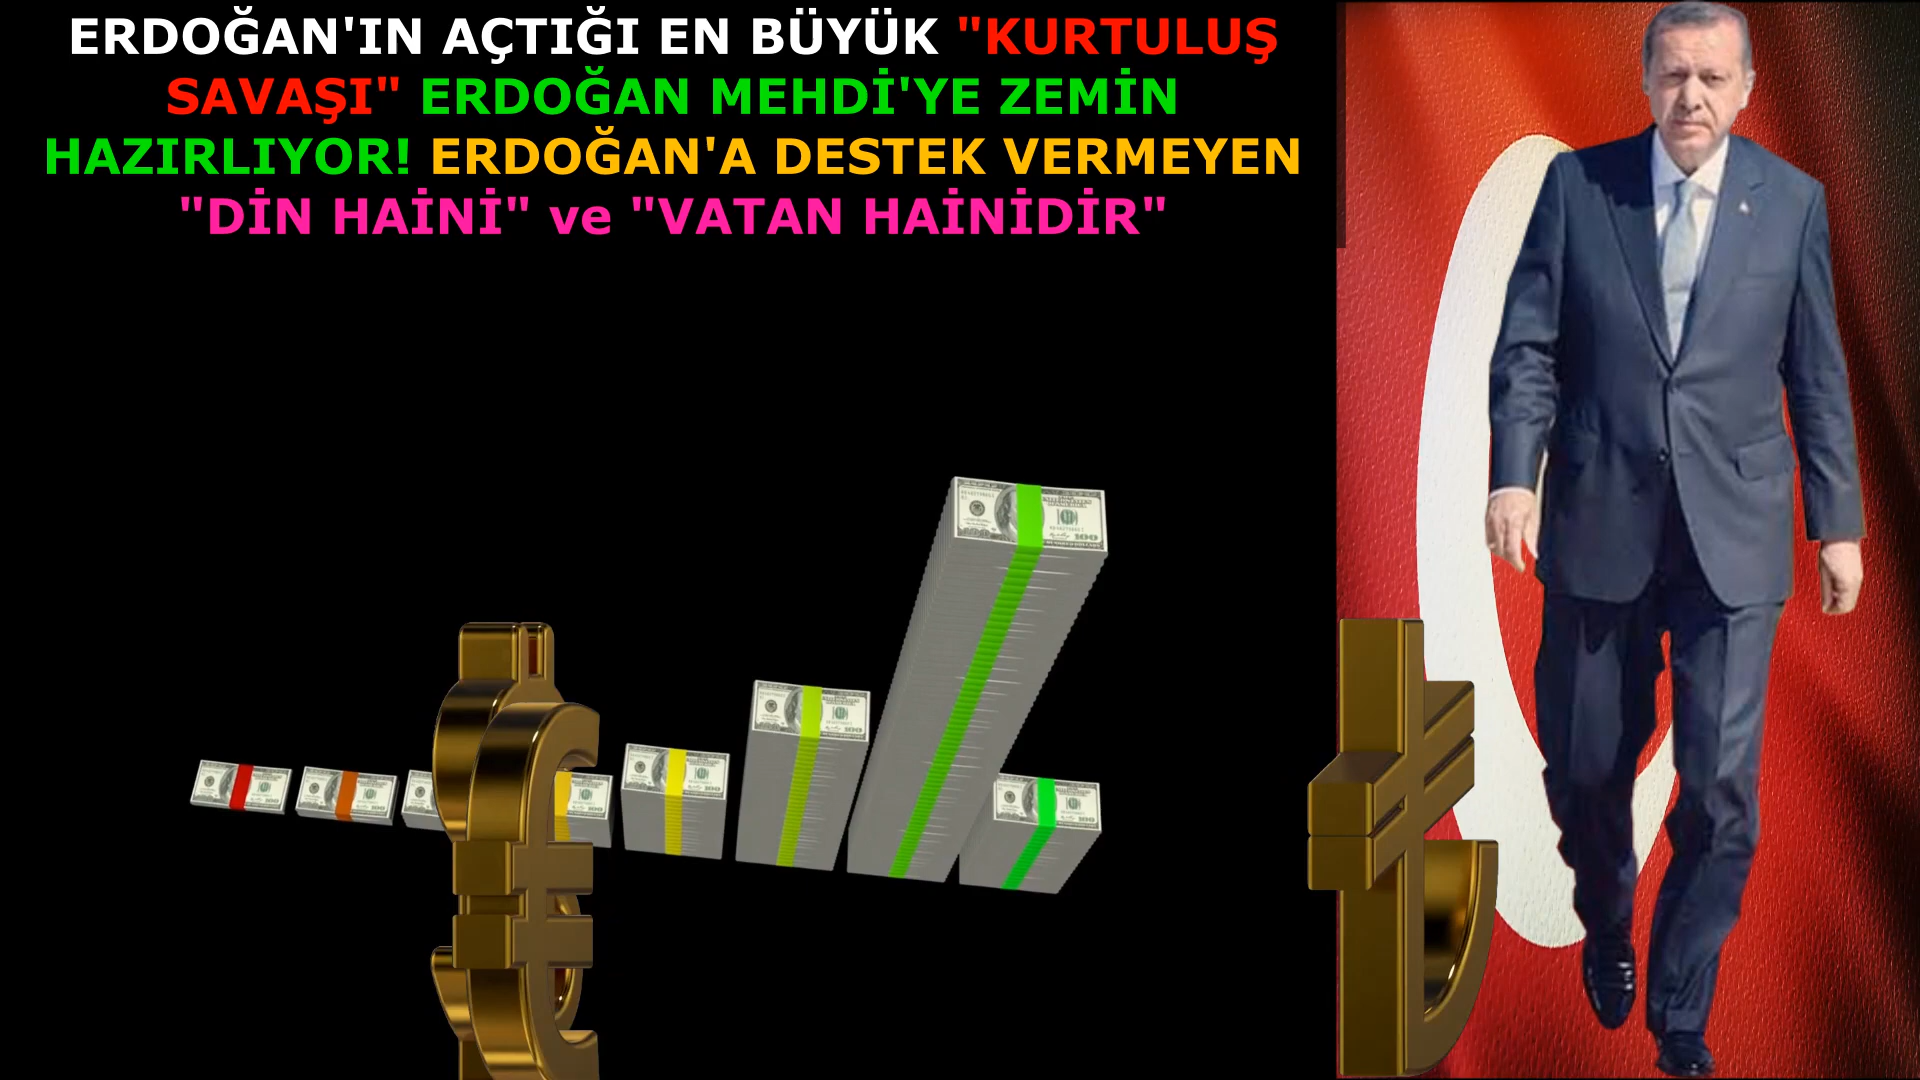 ERDOĞAN'IN AÇTIĞI EN BÜYÜK "KURTULUŞ
SAVAŞI" ERDOĞAN MEHDİ'YE ZEMİN
HAZIRLIYOR! ERDOĞAN'A DESTEK VERMEYEN
"DİN HAİNİ" ve "VATAN HAİNİDİR"